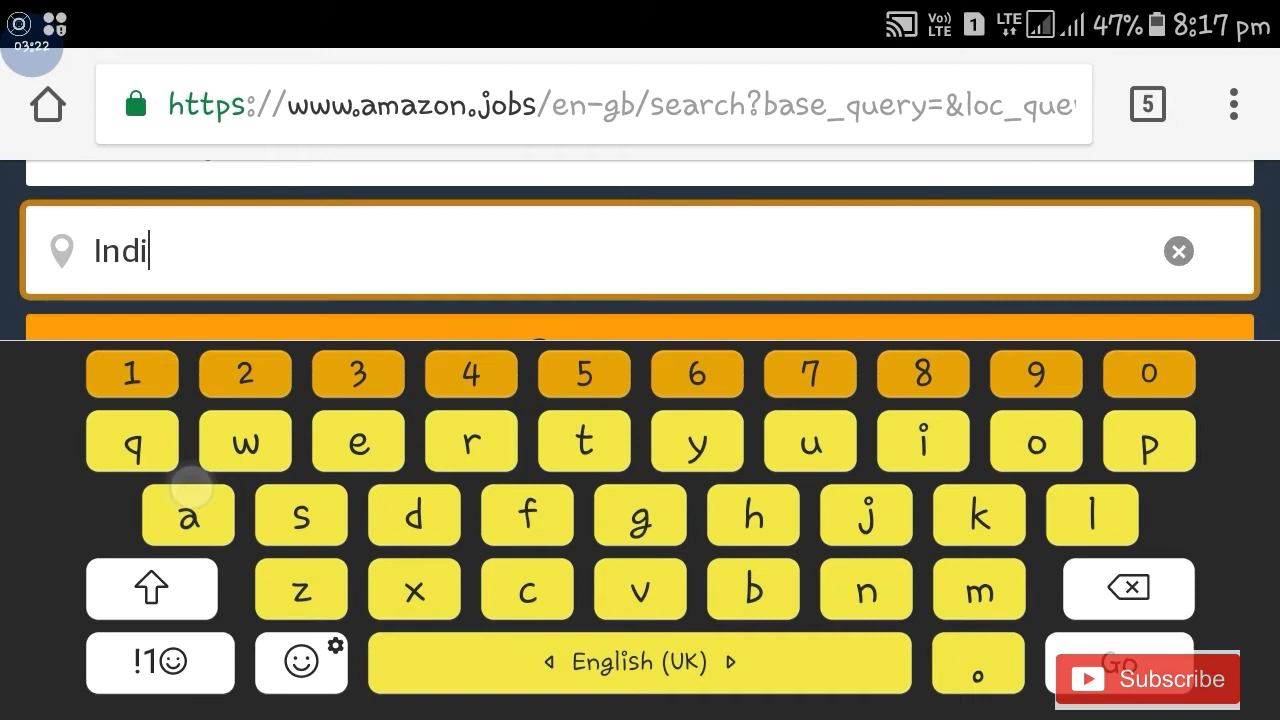 03:22
Vo)) LTE 1 LTE 47% 8:17 pm
https://www.amazon.jobs/en-gb/search?base_query=&loc_que
5
Indi
1 2 3 4 5 6 7 8 9 0
q w e r t y u i o p
a s d f g h j k l
z x c v b n m
!1☺ English (UK) . Go
Subscribe